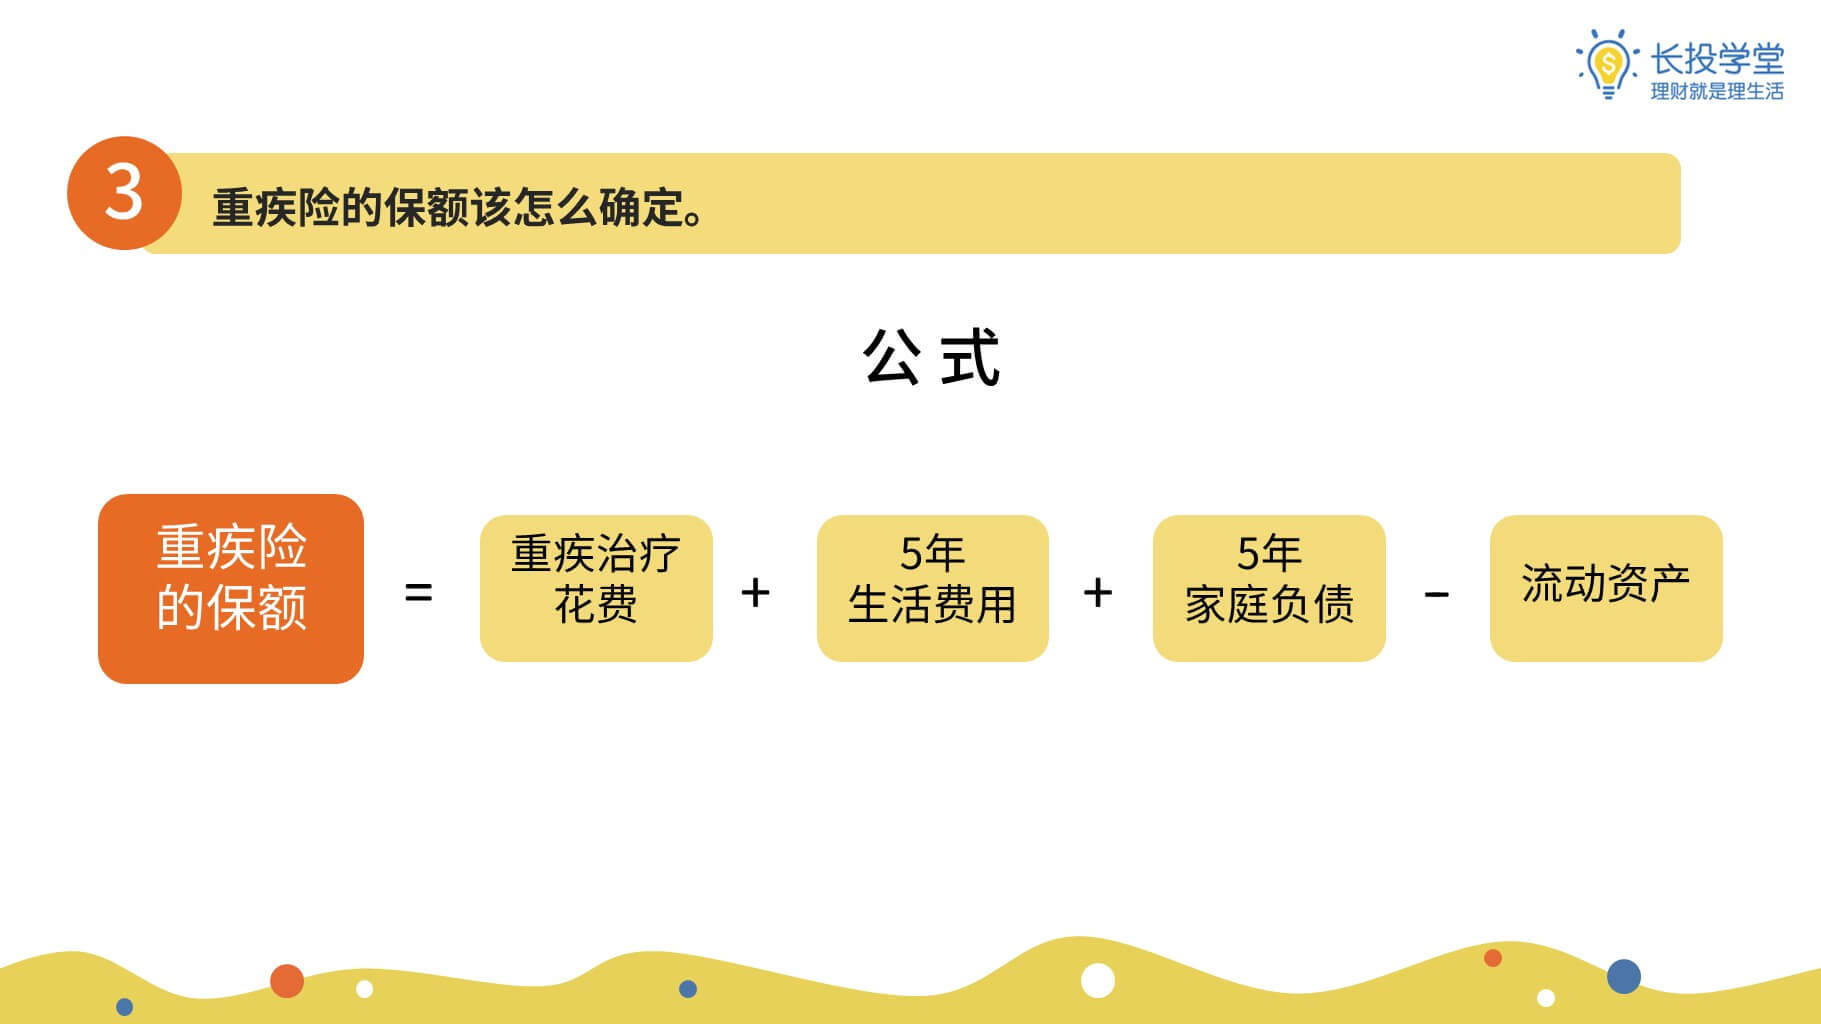 长投学堂
理财就是理生活
3
重疾险的保额该怎么确定。
公式
重疾险
的保额
=
重疾治疗
花费
+
5年
生活费用
+
5年
家庭负债
-
流动资产